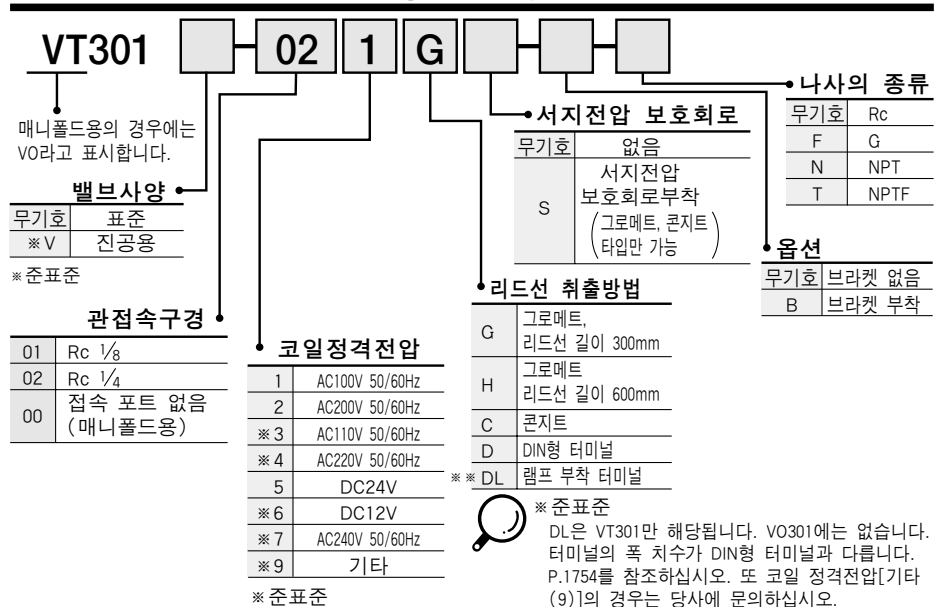 VT301 - 02 1 G - -
매니폴드용의 경우에는
VO라고 표시합니다.
밸브사양
무기호 표준
※V 진공용
※준표준
관접속구경
01 Rc 1/8
02 Rc 1/4
00 접속 포트 없음
(매니폴드용)
코일정격전압
1 AC100V 50/60Hz
2 AC200V 50/60Hz
※3 AC110V 50/60Hz
※4 AC220V 50/60Hz
5 DC24V
※6 DC12V
※7 AC240V 50/60Hz
※9 기타
※준표준
리드선 취출방법
G 그로메트,
리드선 길이 300mm
H 그로메트
리드선 길이 600mm
C 콘지트
D DIN형 터미널
※※DL 램프 부착 터미널
※준표준
DL은 VT301만 해당됩니다. VO301에는 없습니다.
터미널의 폭 치수가 DIN형 터미널과 다릅니다.
P.1754를 참조하십시오. 또 코일 정격전압[기타
(9)]의 경우는 당사에 문의하십시오.
서지전압 보호회로
무기호 없음
S 서지전압
보호회로부착
(그로메트, 콘지트
타입만 가능)
옵션
무기호 브라켓 없음
B 브라켓 부착
나사의 종류
무기호 Rc
F G
N NPT
T NPTF